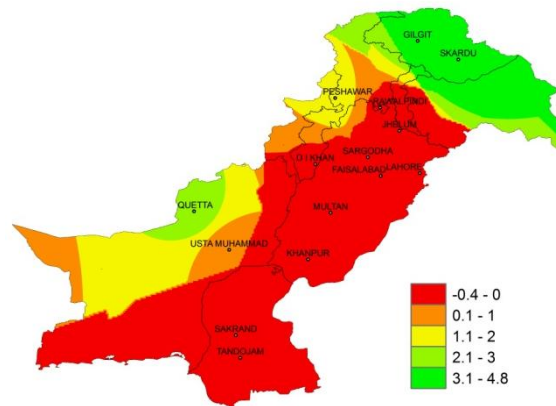 GILGIT
SKARDU
PESHAWAR
RAWALPINDI
JHELUM
SARGODHA
D I KHAN
FAISALABAD
LAHORE
QUETTA
MULTAN
USTA MUHAMMAD
KHANPUR
SAKRAND
TANDOJAM
-0.4 - 0
0.1 - 1
1.1 - 2
2.1 - 3
3.1 - 4.8